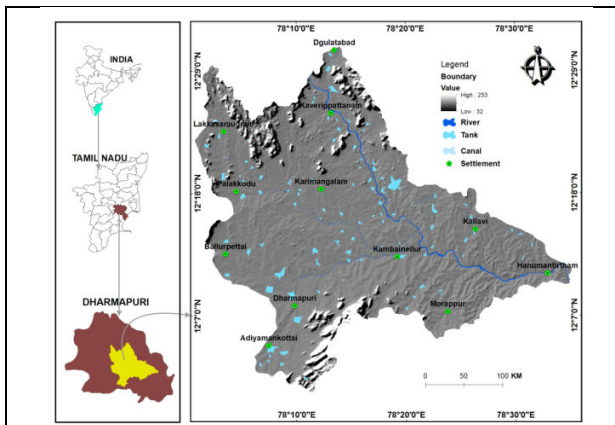 INDIA
TAMIL NADU
DHARMAPURI
78°10'0"E 78°20'0"E 78°30'0"E
Dgulatabad
Legend
Boundary
Value
High : 253
Low : 32
River
Tank
Canal
Settlement
12°29'0"N
12°29'0"N
Kaveripattanam
Palakkodu
Karimangalam
12°18'0"N
12°18'0"N
Kallavi
Ballurpettai
Kambainellur
Hanumantirtham
Dharmapuri
Morappur
12°7'0"N
12°7'0"N
Adiyamankottai
0 50 100 KM
78°10'0"E 78°20'0"E 78°30'0"E